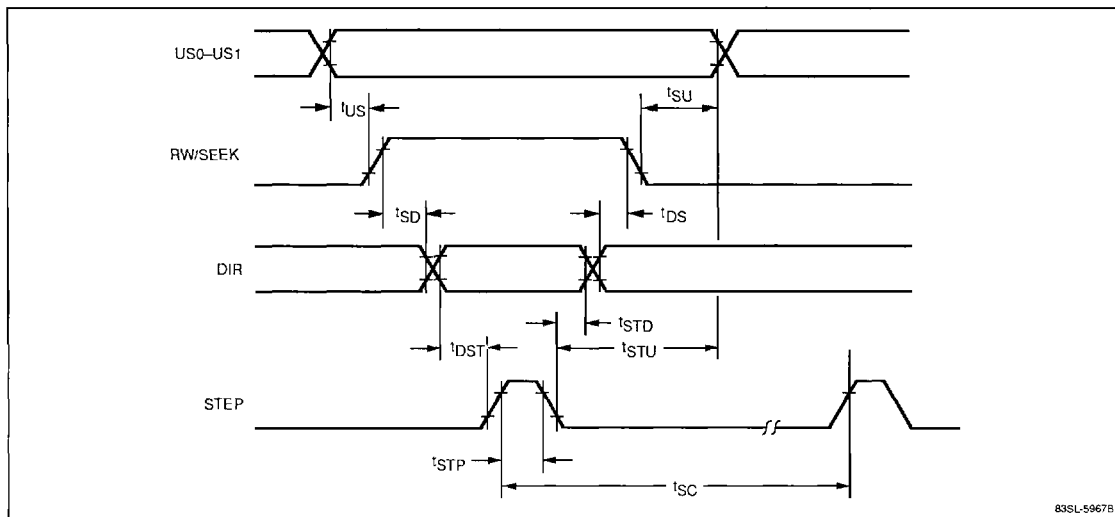 US0–US1
tUS
tSU
RW/SEEK
tSD
tDS
DIR
tSTD
tDST
tSTU
STEP
tSTP
tSC
83SL-5967B